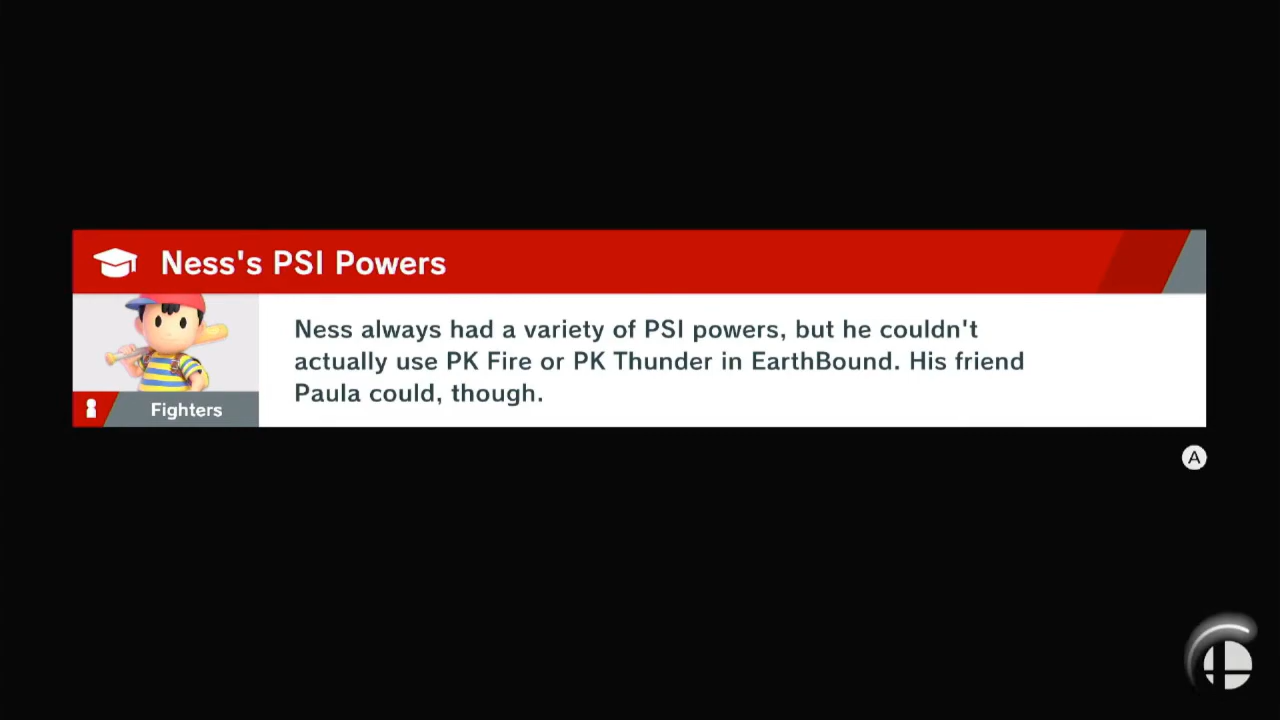 Ness's PSI Powers
Ness always had a variety of PSI powers, but he couldn't
actually use PK Fire or PK Thunder in EarthBound. His friend
Paula could, though.
Fighters
A